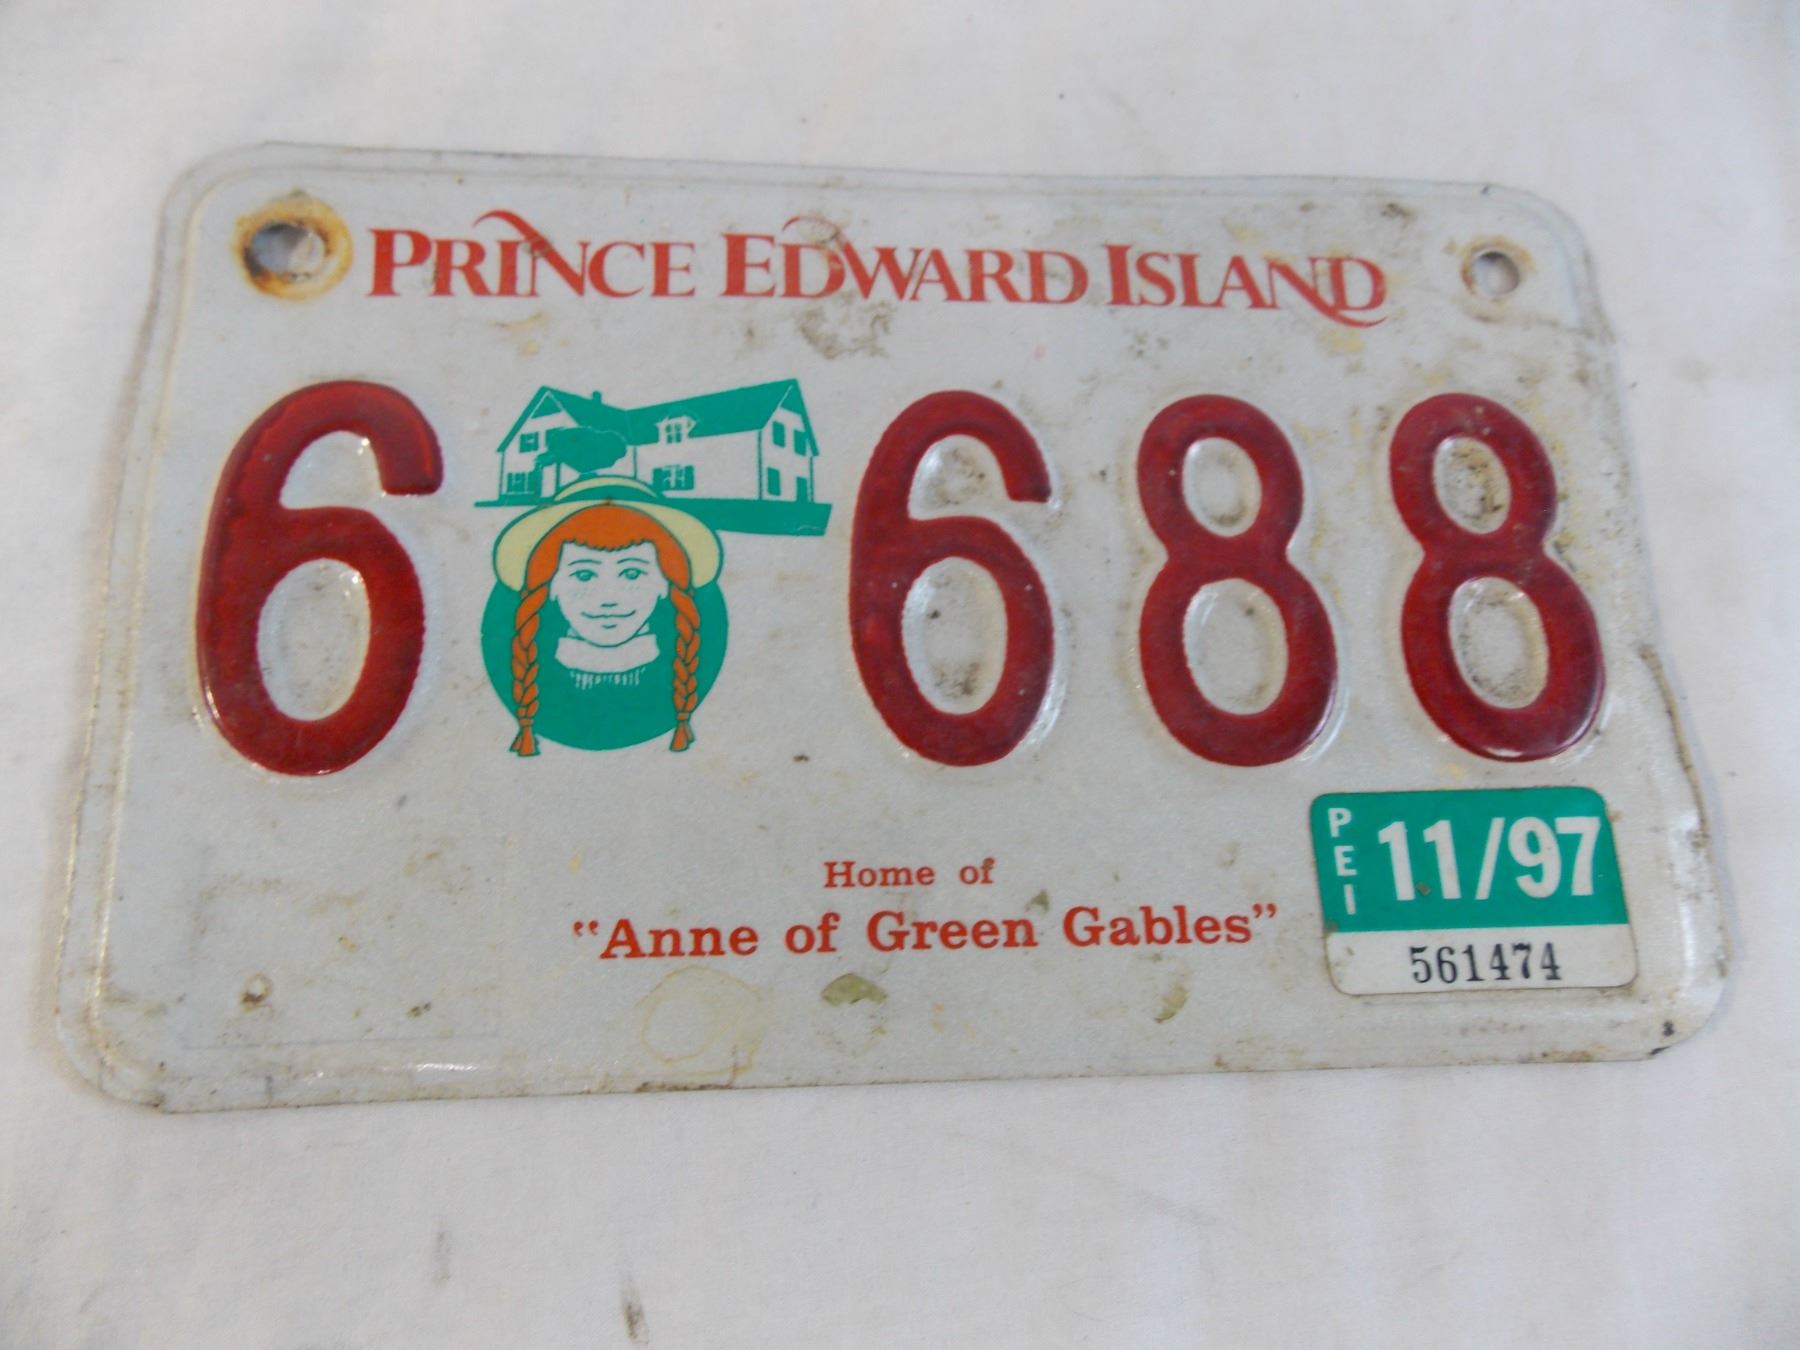 PRINCE EDWARD ISLAND
6 688
Home of
"Anne of Green Gables"
PEI 11/97
561474